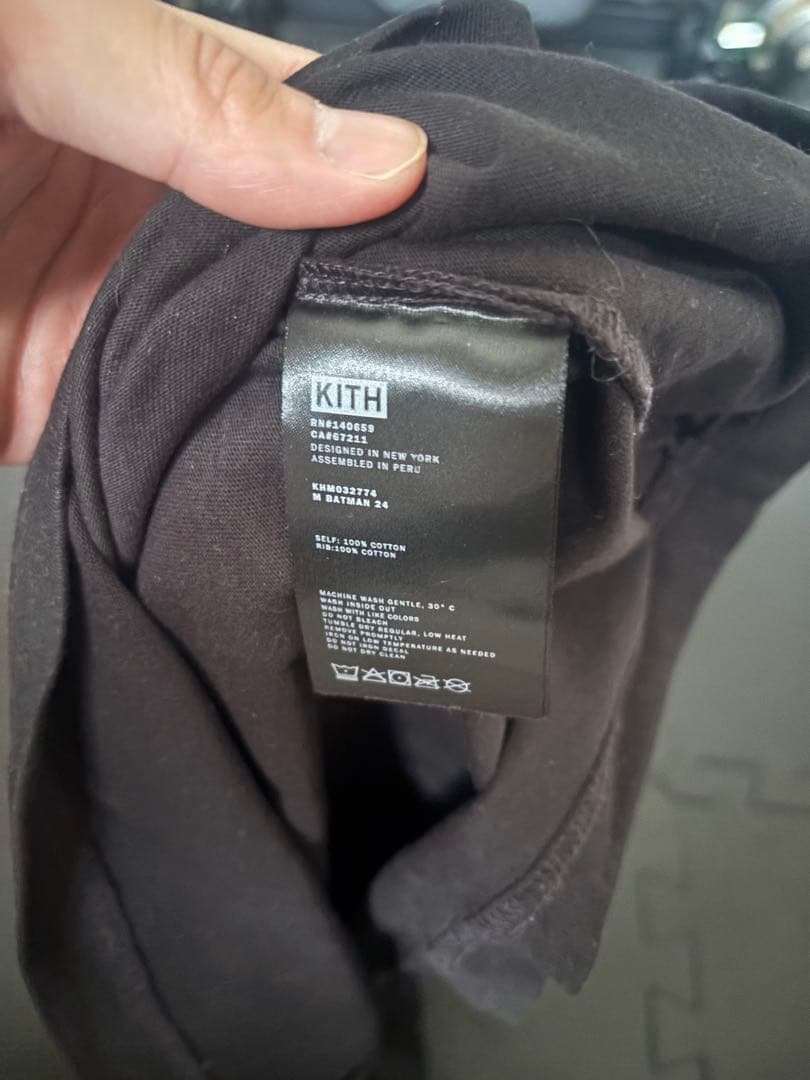 KITH
RN#140659
CA#67211
DESIGNED IN NEW YORK
ASSEMBLED IN PERU
KHM032774
M BATMAN 24
SELF: 100% COTTON
RIB:100% COTTON
MACHINE WASH GENTLE, 30° C
WASH INSIDE OUT
WASH WITH LIKE COLORS
DO NOT BLEACH
TUMBLE DRY REGULAR, LOW HEAT
REMOVE PROMPTLY
IRON ON LOW TEMPERATURE AS NEEDED
DO NOT IRON DECAL
DO NOT DRY CLEAN